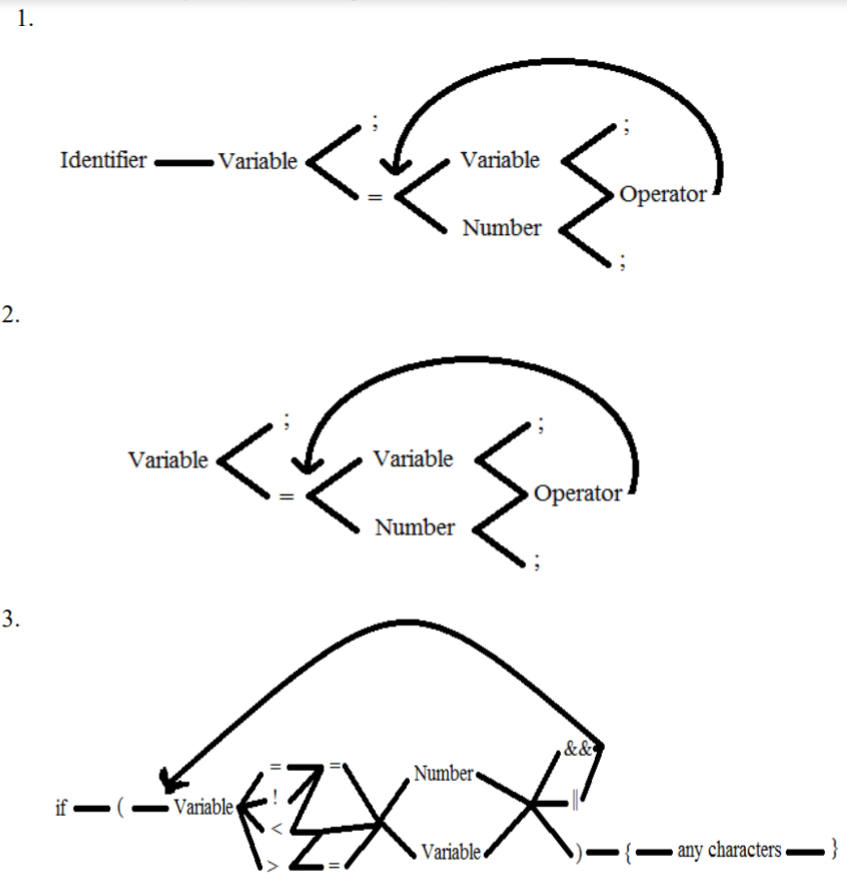 1.
;
;
Identifier Variable Variable
= Operator
Number
;
2.
;
;
Variable Variable
= Operator
Number
;
3.
&&
= = Number
if ( Variable ! ||
<
Variable ) { any characters }
> =